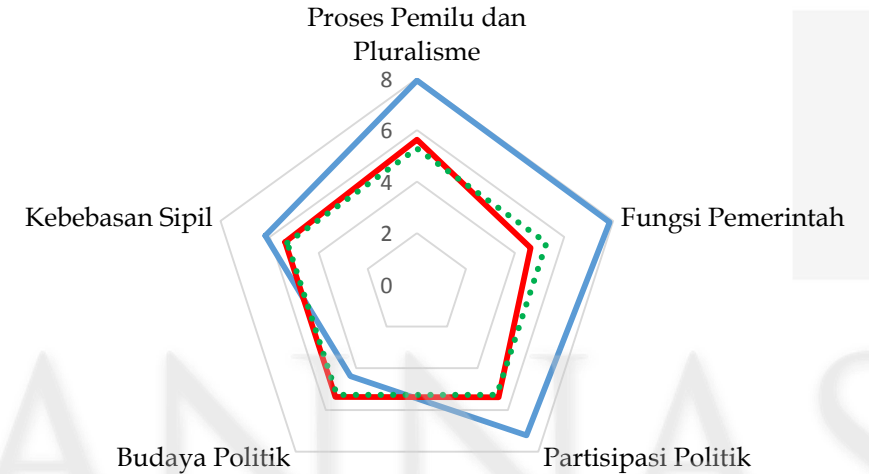 Proses Pemilu dan
Pluralisme
8
6
4
2
0
Kebebasan Sipil
Fungsi Pemerintah
Budaya Politik
Partisipasi Politik